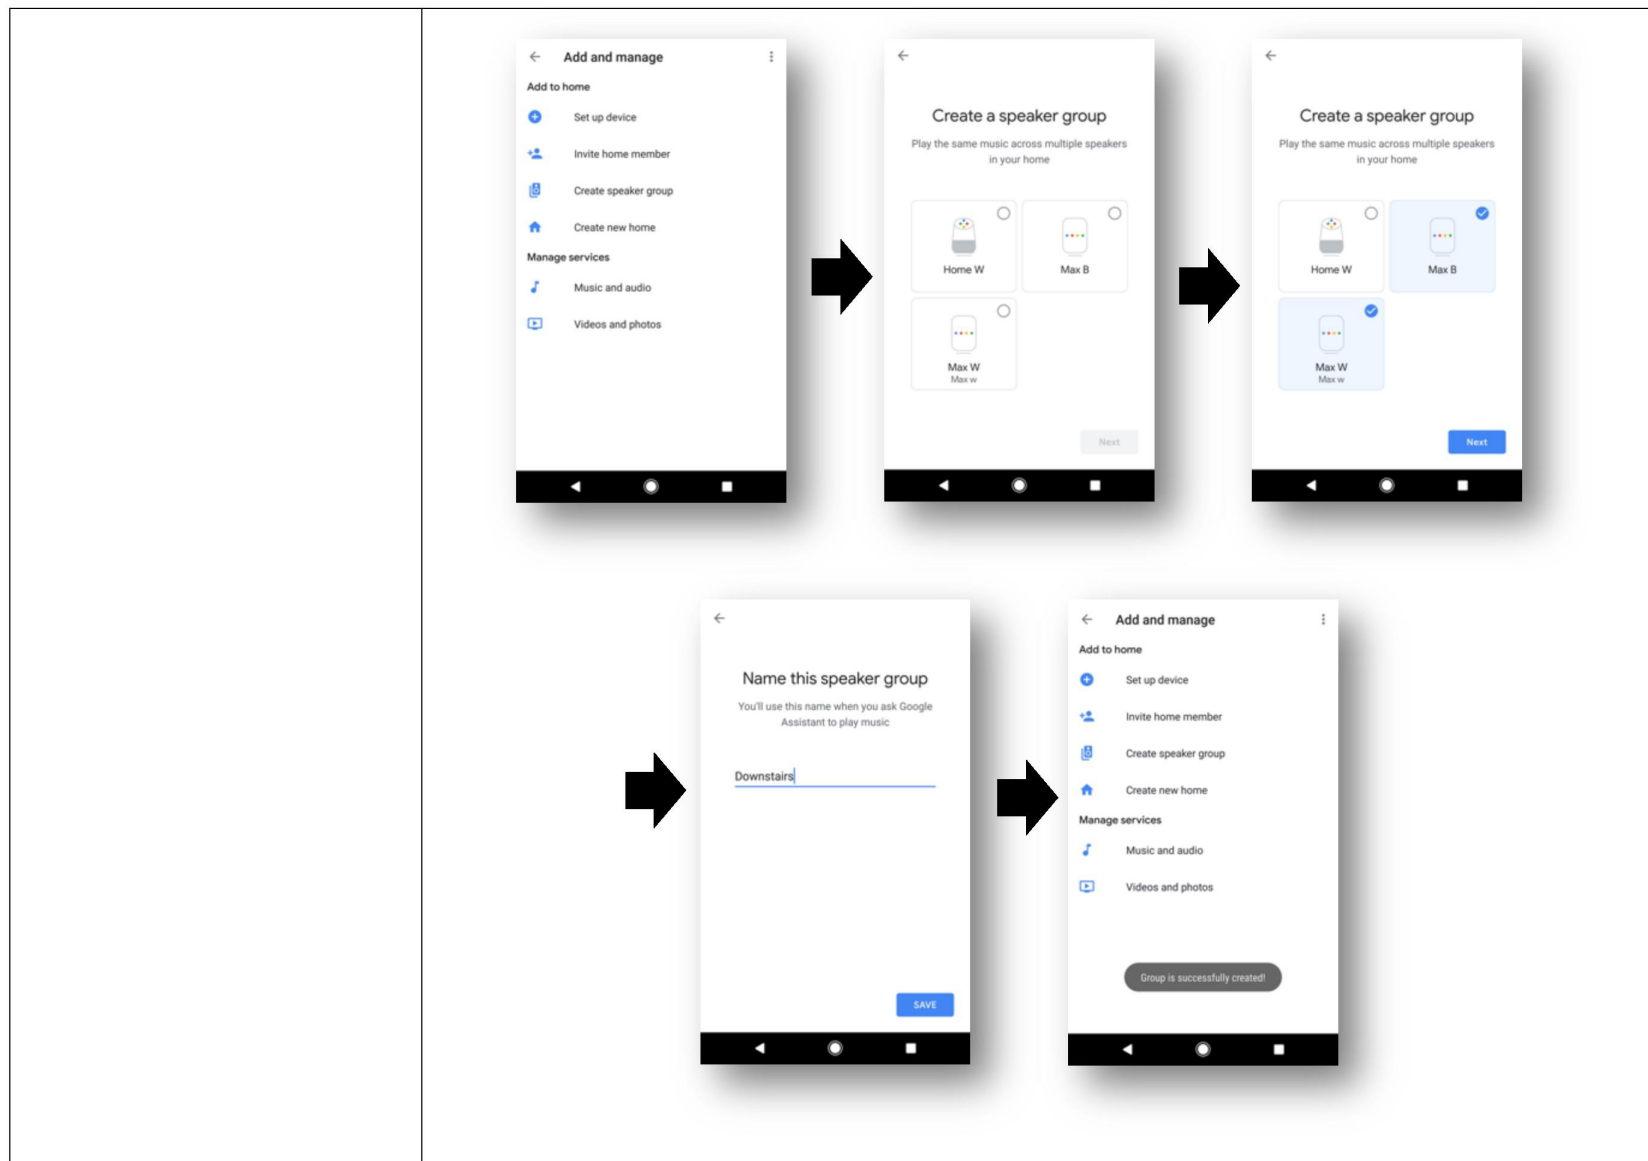 Add and manage
Add to home
Set up device
Invite home member
Create speaker group
Create new home
Manage services
Music and audio
Videos and photos
Create a speaker group
Play the same music across multiple speakers
in your home
Home W
Max B
Max W
Max w
Next
Create a speaker group
Play the same music across multiple speakers
in your home
Home W
Max B
Max W
Max w
Next
Name this speaker group
You'll use this name when you ask Google
Assistant to play music
Downstairs
SAVE
Add and manage
Add to home
Set up device
Invite home member
Create speaker group
Create new home
Manage services
Music and audio
Videos and photos
Group is successfully created!